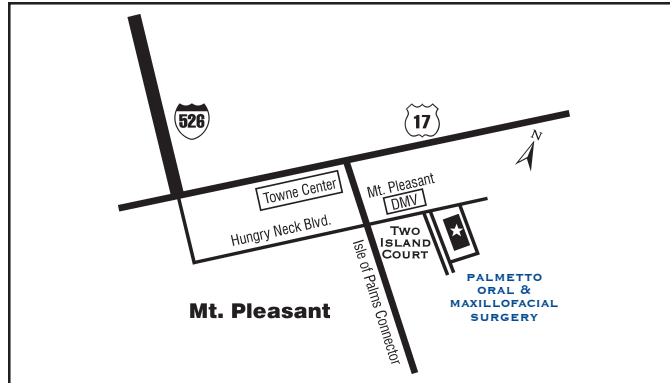 526
17
N
Towne Center
Mt. Pleasant
DMV
Hungry Neck Blvd.
Two
Island
Court
Isle of Palms Connector
Palmetto
Oral &
Maxillofacial
Surgery
Mt. Pleasant